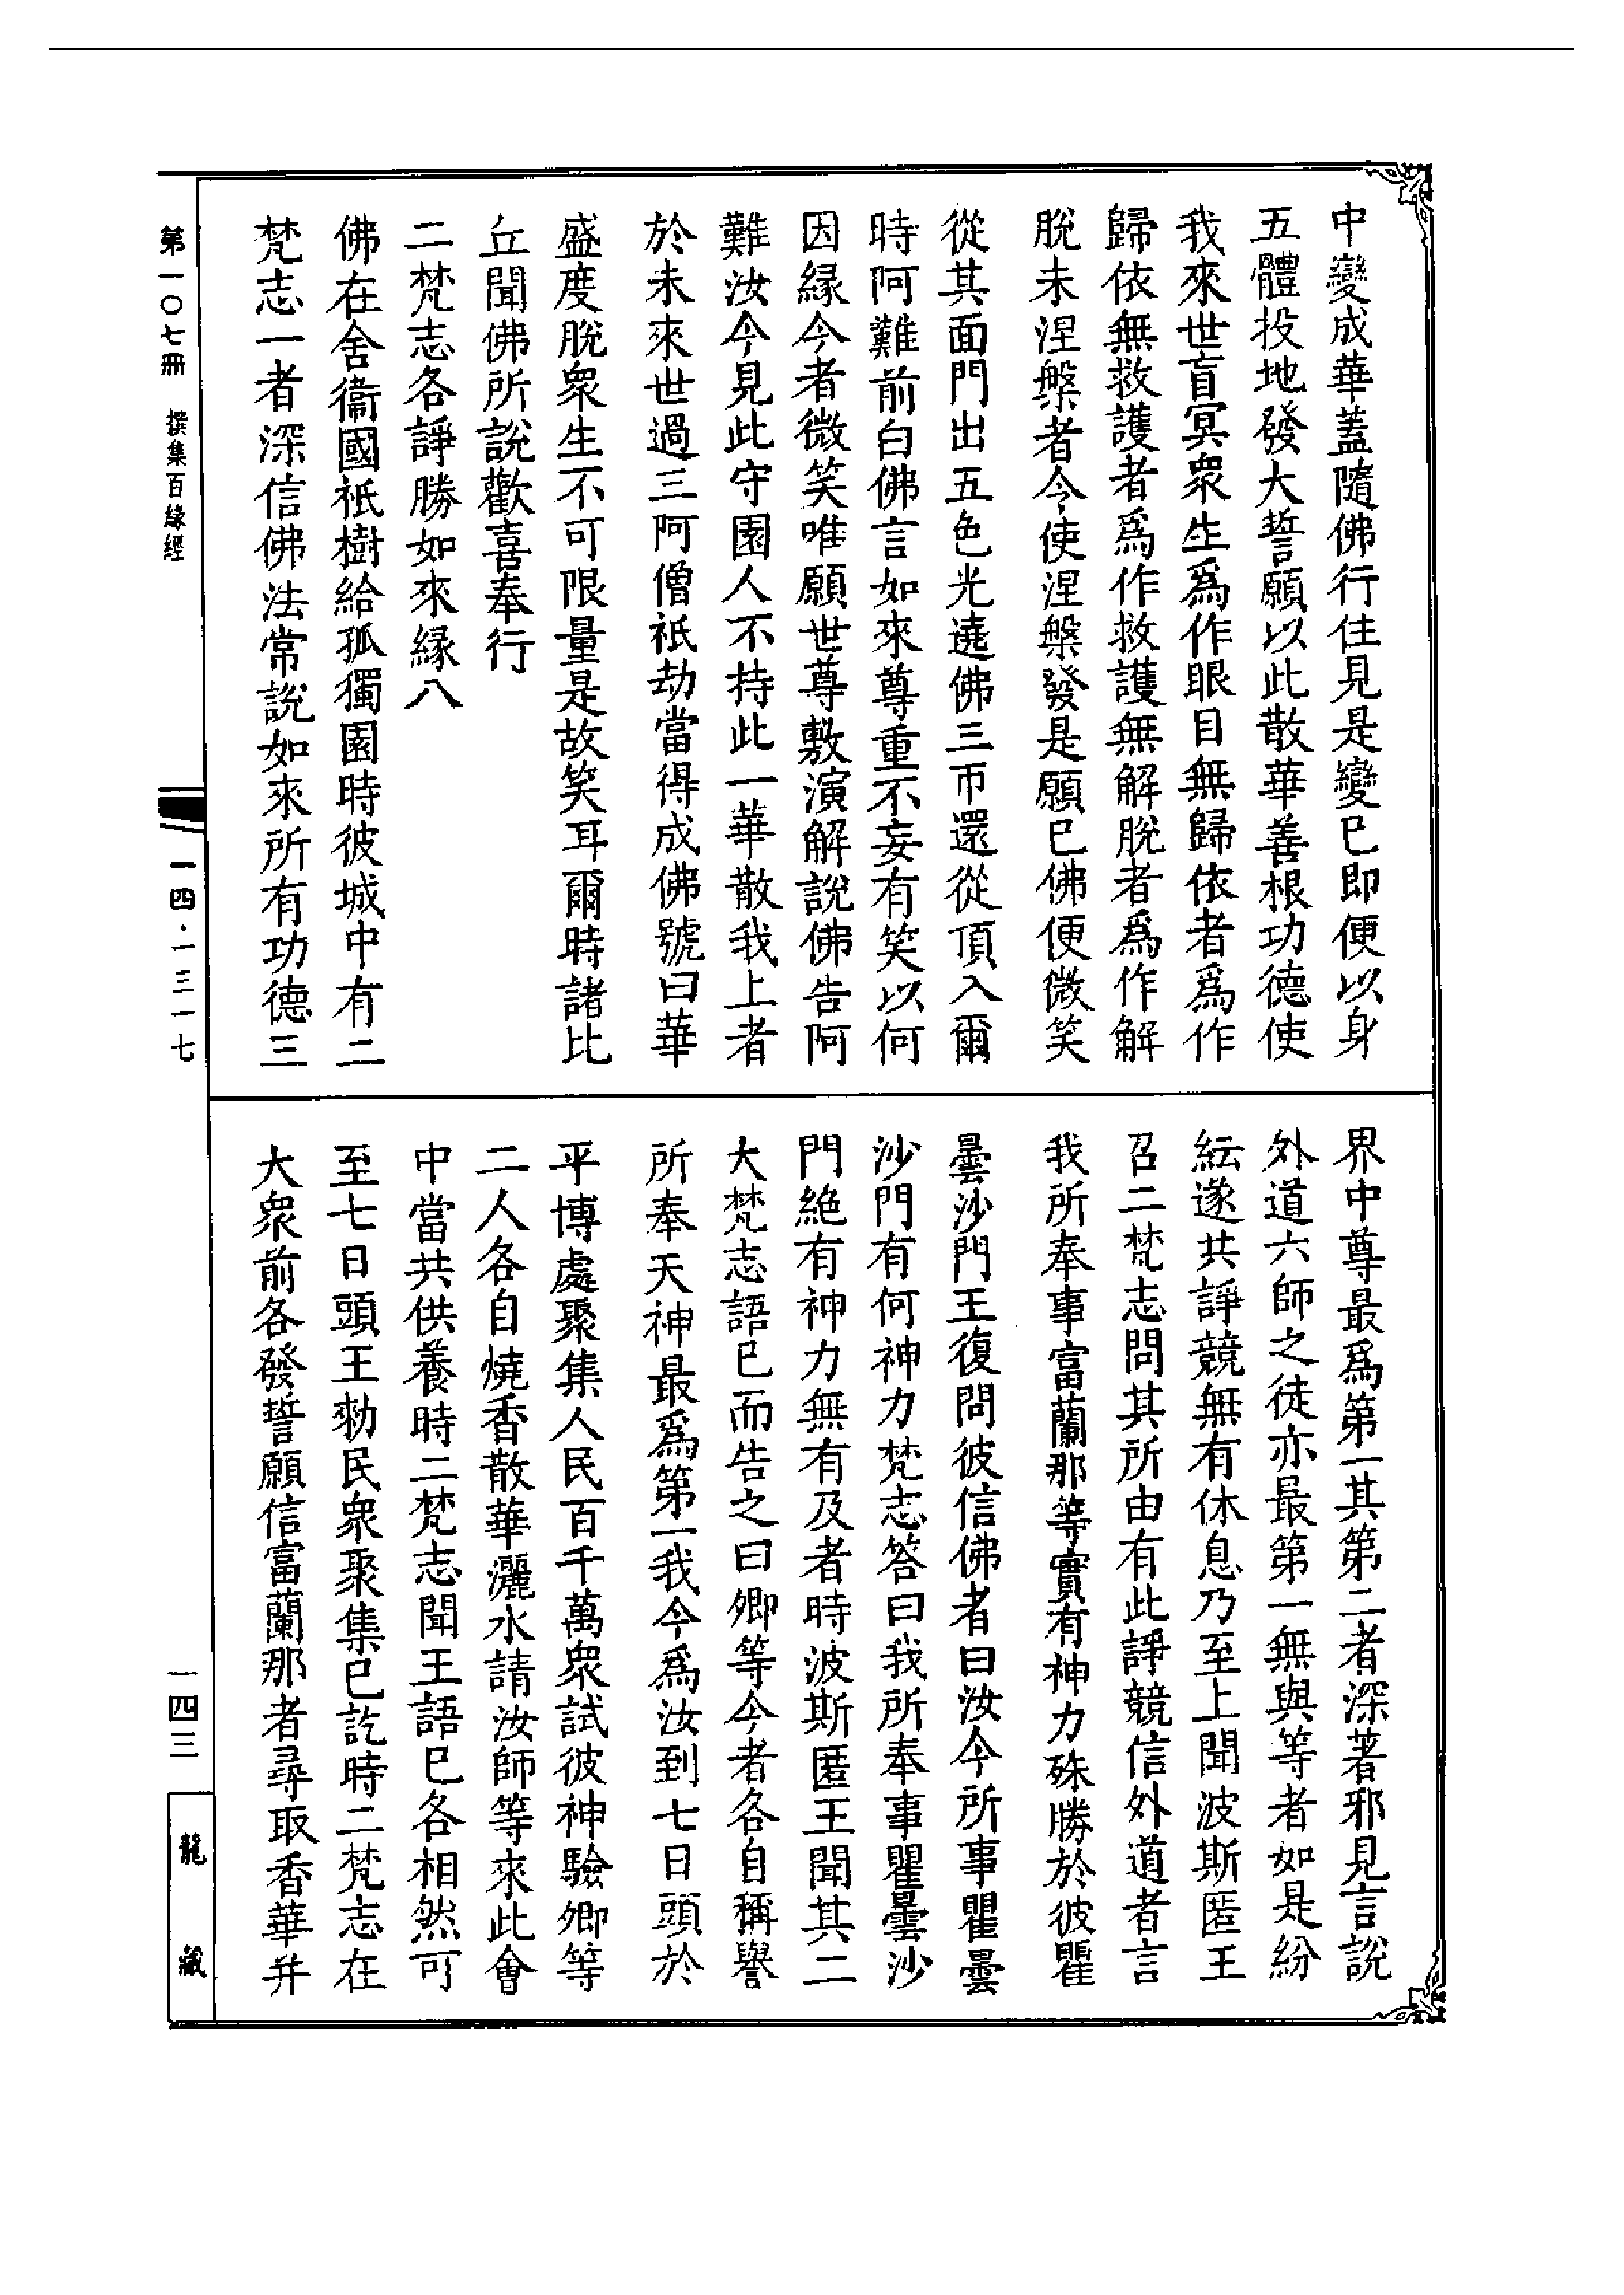 中變成華蓋隨佛行住見是變已即便以身
五體投地發大誓願以此散華善根功德使
我來世盲冥衆生爲作眼目無歸依者爲作
歸依無救護者爲作救護無解脫者爲作解
脫未涅槃者令使涅槃發是願已佛便微笑
從其面門出五色光遶佛三帀還從頂入爾
時阿難前白佛言如來尊重不妄有笑以何
因緣今者微笑唯願世尊敷演解說佛告阿
難汝今見此守園人不持此一華散我上者
於未來世過三阿僧祇劫當得成佛號曰華
盛度脫衆生不可限量是故笑耳爾時諸比
丘聞佛所說歡喜奉行
二梵志各諍勝如來緣八
佛在舍衞國祇樹給孤獨園時彼城中有二
梵志一者深信佛法常說如來所有功德三
界中尊最爲第一其第二者深著邪見言說
外道六師之徒亦最第一無與等者如是紛
紜遂共諍競無有休息乃至上聞波斯匿王
召二梵志問其所由有此諍競信外道者言
我所奉事富蘭那等實有神力殊勝於彼瞿
曇沙門王復問彼信佛者曰汝今所事瞿曇
沙門有何神力梵志答曰我所奉事瞿曇沙
門絶有神力無有及者時波斯匿王聞其二
大梵志語已而告之曰卿等今者各自稱譽
所奉天神最爲第一我今爲汝到七日頭於
平博處聚集人民百千萬衆試彼神驗卿等
二人各自燒香散華灑水請汝師等來此會
中當共供養時二梵志聞王語已各相然可
至七日頭王勑民衆聚集已訖時二梵志在
大衆前各發誓願信富蘭那者尋取香華并
第一〇七冊 撰集百緣經
一四·一三一七
一四三
龍藏